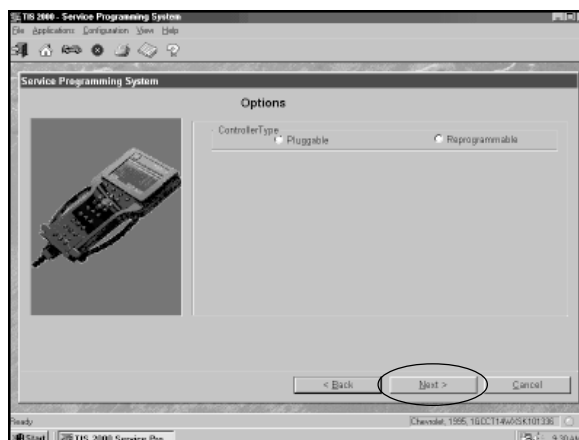 TIS 2000 - Service Programming System
File Applications Configuration View Help
Service Programming System
Options
ControllerType
Pluggable
Reprogrammable
< Back
Next >
Cancel
Ready
Chevrolet, 1995,
Start
TIS 2000 Service Pro...
9:30 AM